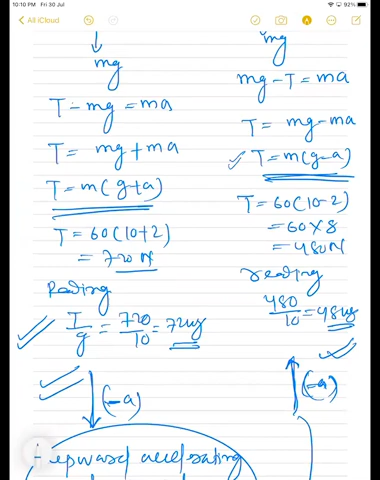 10:10 PM Fri 30 Jul
92%
All iCloud
mg
T - mg = ma
T = mg + ma
T = m(g+a)
T = 60(10+2)
= 720 N
Reading
T/g = 720/10 = 72 kg
(-a)
- upward accelerating
mg
mg - T = ma
T = mg - ma
T = m(g-a)
T = 60(10-2)
= 60 × 8
= 480N
reading
480/10 = 48 kg
(-a)